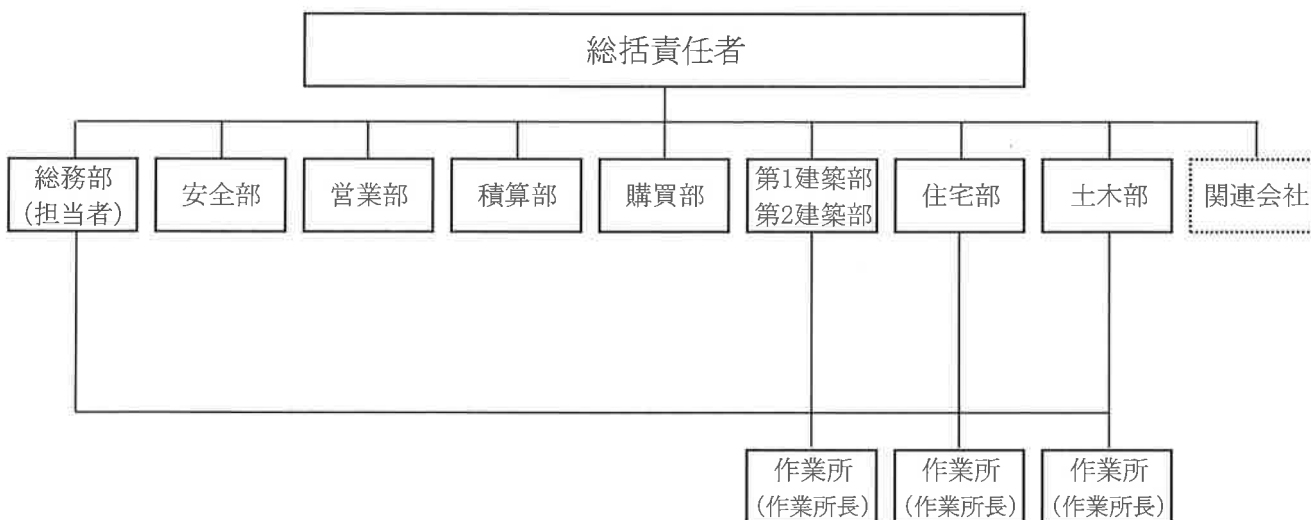 総括責任者
総務部
(担当者)
安全部
営業部
積算部
購買部
第1建築部
第2建築部
住宅部
土木部
関連会社
作業所
(作業所長)
作業所
(作業所長)
作業所
(作業所長)